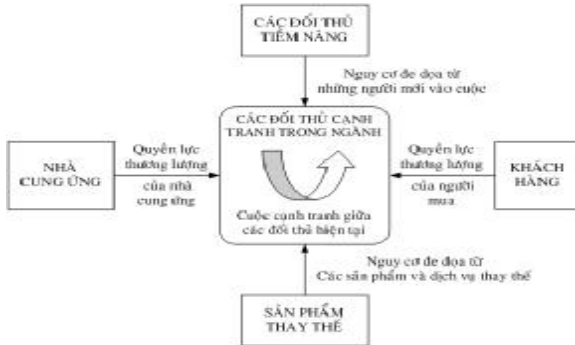 CÁC ĐỐI THỦ
TIỀM NĂNG
Nguy cơ đe dọa từ
những người mới vào cuộc
CÁC ĐỐI THỦ CẠNH
TRANH TRONG NGÀNH
NHÀ
CUNG ỨNG
Quyền lực
thương lượng
của nhà
cung ứng
Quyền lực
thương lượng
của người
mua
KHÁCH
HÀNG
Cuộc cạnh tranh giữa
các đối thủ hiện tại
Nguy cơ đe dọa từ
Các sản phẩm và dịch vụ thay thế
SẢN PHẨM
THAY THẾ